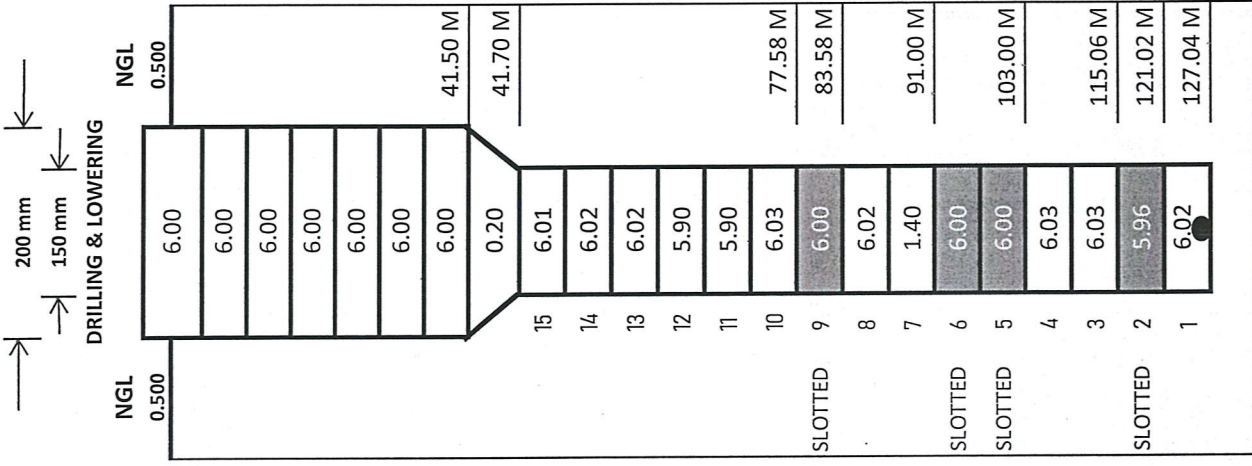 200 mm
150 mm
DRILLING & LOWERING
NGL NGL
0.500 0.500
6.00
6.00
6.00
6.00
6.00
6.00
6.00 41.50 M
0.20 41.70 M
15 6.01
14 6.02
13 6.02
12 5.90
11 5.90
10 6.03 77.58 M
SLOTTED 9 6.00 83.58 M
8 6.02
7 1.40 91.00 M
SLOTTED 6 6.00
SLOTTED 5 6.00 103.00 M
4 6.03
3 6.03 115.06 M
SLOTTED 2 5.96 121.02 M
1 6.02 127.04 M